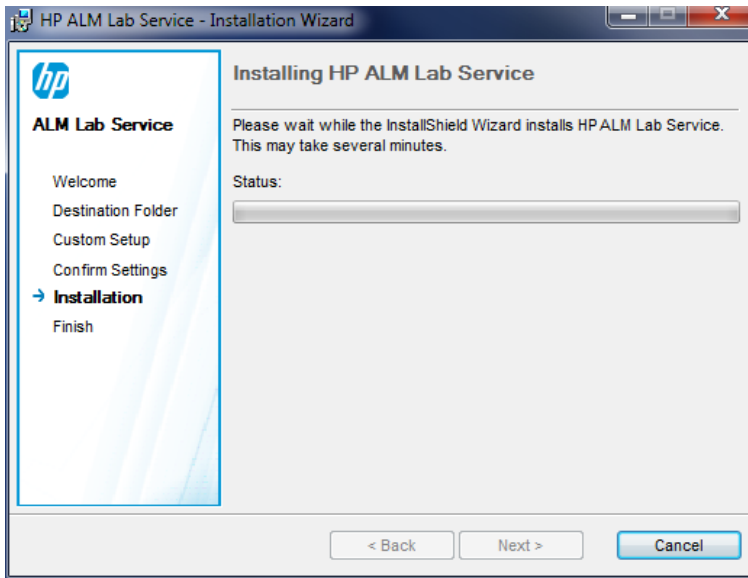 HP ALM Lab Service - Installation Wizard
hp
ALM Lab Service
Welcome
Destination Folder
Custom Setup
Confirm Settings
Installation
Finish
Installing HP ALM Lab Service
Please wait while the InstallShield Wizard installs HP ALM Lab Service.
This may take several minutes.
Status:
< Back
Next >
Cancel